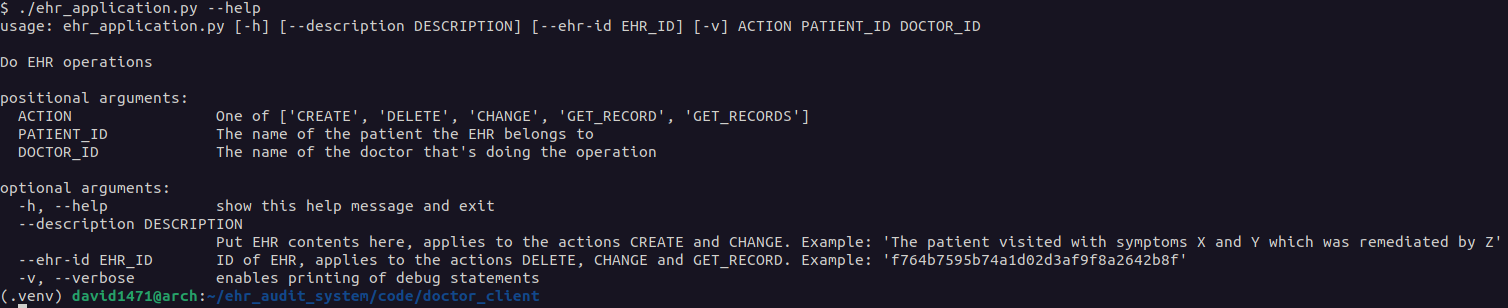 $ ./ehr_application.py --help
usage: ehr_application.py [-h] [--description DESCRIPTION] [--ehr-id EHR_ID] [-v] ACTION PATIENT_ID DOCTOR_ID
Do EHR operations
positional arguments:
ACTION One of ['CREATE', 'DELETE', 'CHANGE', 'GET_RECORD', 'GET_RECORDS']
PATIENT_ID The name of the patient the EHR belongs to
DOCTOR_ID The name of the doctor that's doing the operation
optional arguments:
-h, --help show this help message and exit
--description DESCRIPTION
Put EHR contents here, applies to the actions CREATE and CHANGE. Example: 'The patient visited with symptoms X and Y which was remediated by Z'
--ehr-id EHR_ID ID of EHR, applies to the actions DELETE, CHANGE and GET_RECORD. Example: 'f764b7595b74a1d02d3af9f8a2642b8f'
-v, --verbose enables printing of debug statements
(.venv) david1471@arch:~/ehr_audit_system/code/doctor_client